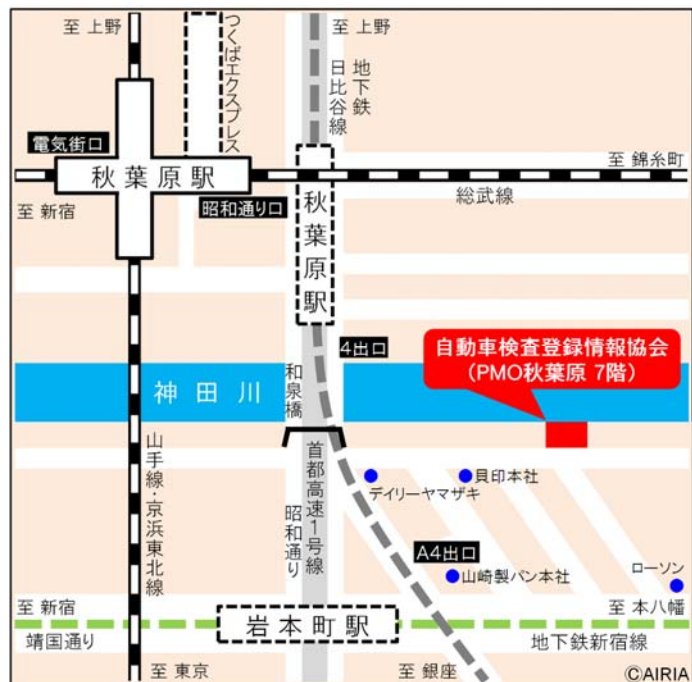 至 上野
つくばエクスプレス
至 上野
地下鉄
日比谷線
電気街口
秋葉原駅
至 錦糸町
総武線
至 新宿
昭和通り口
秋葉原駅
4出口
自動車検査登録情報協会
(PMO秋葉原 7階)
神田川
和泉橋
山手線・京浜東北線
首都高速1号線
昭和通り
デイリーヤマザキ
貝印本社
A4出口
山崎製パン本社
ローソン
至 新宿
岩本町駅
至 本八幡
靖国通り
地下鉄新宿線
至 東京
至 銀座
©AIRIA